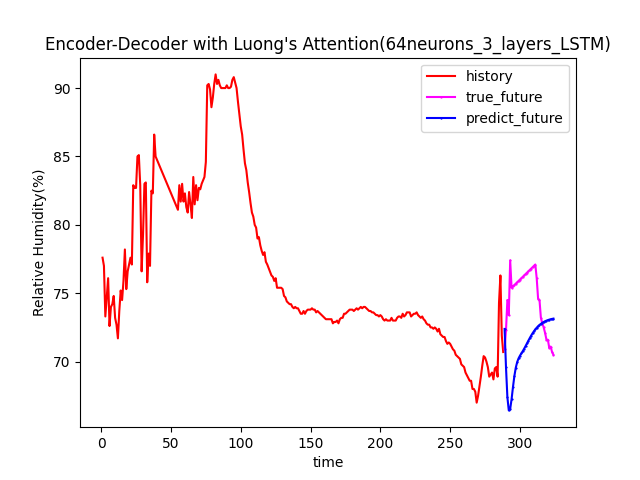 Encoder-Decoder with Luong's Attention(64neurons_3_layers_LSTM)
history
true_future
predict_future
Relative Humidity(%)
90
85
80
75
70
0 50 100 150 200 250 300
time